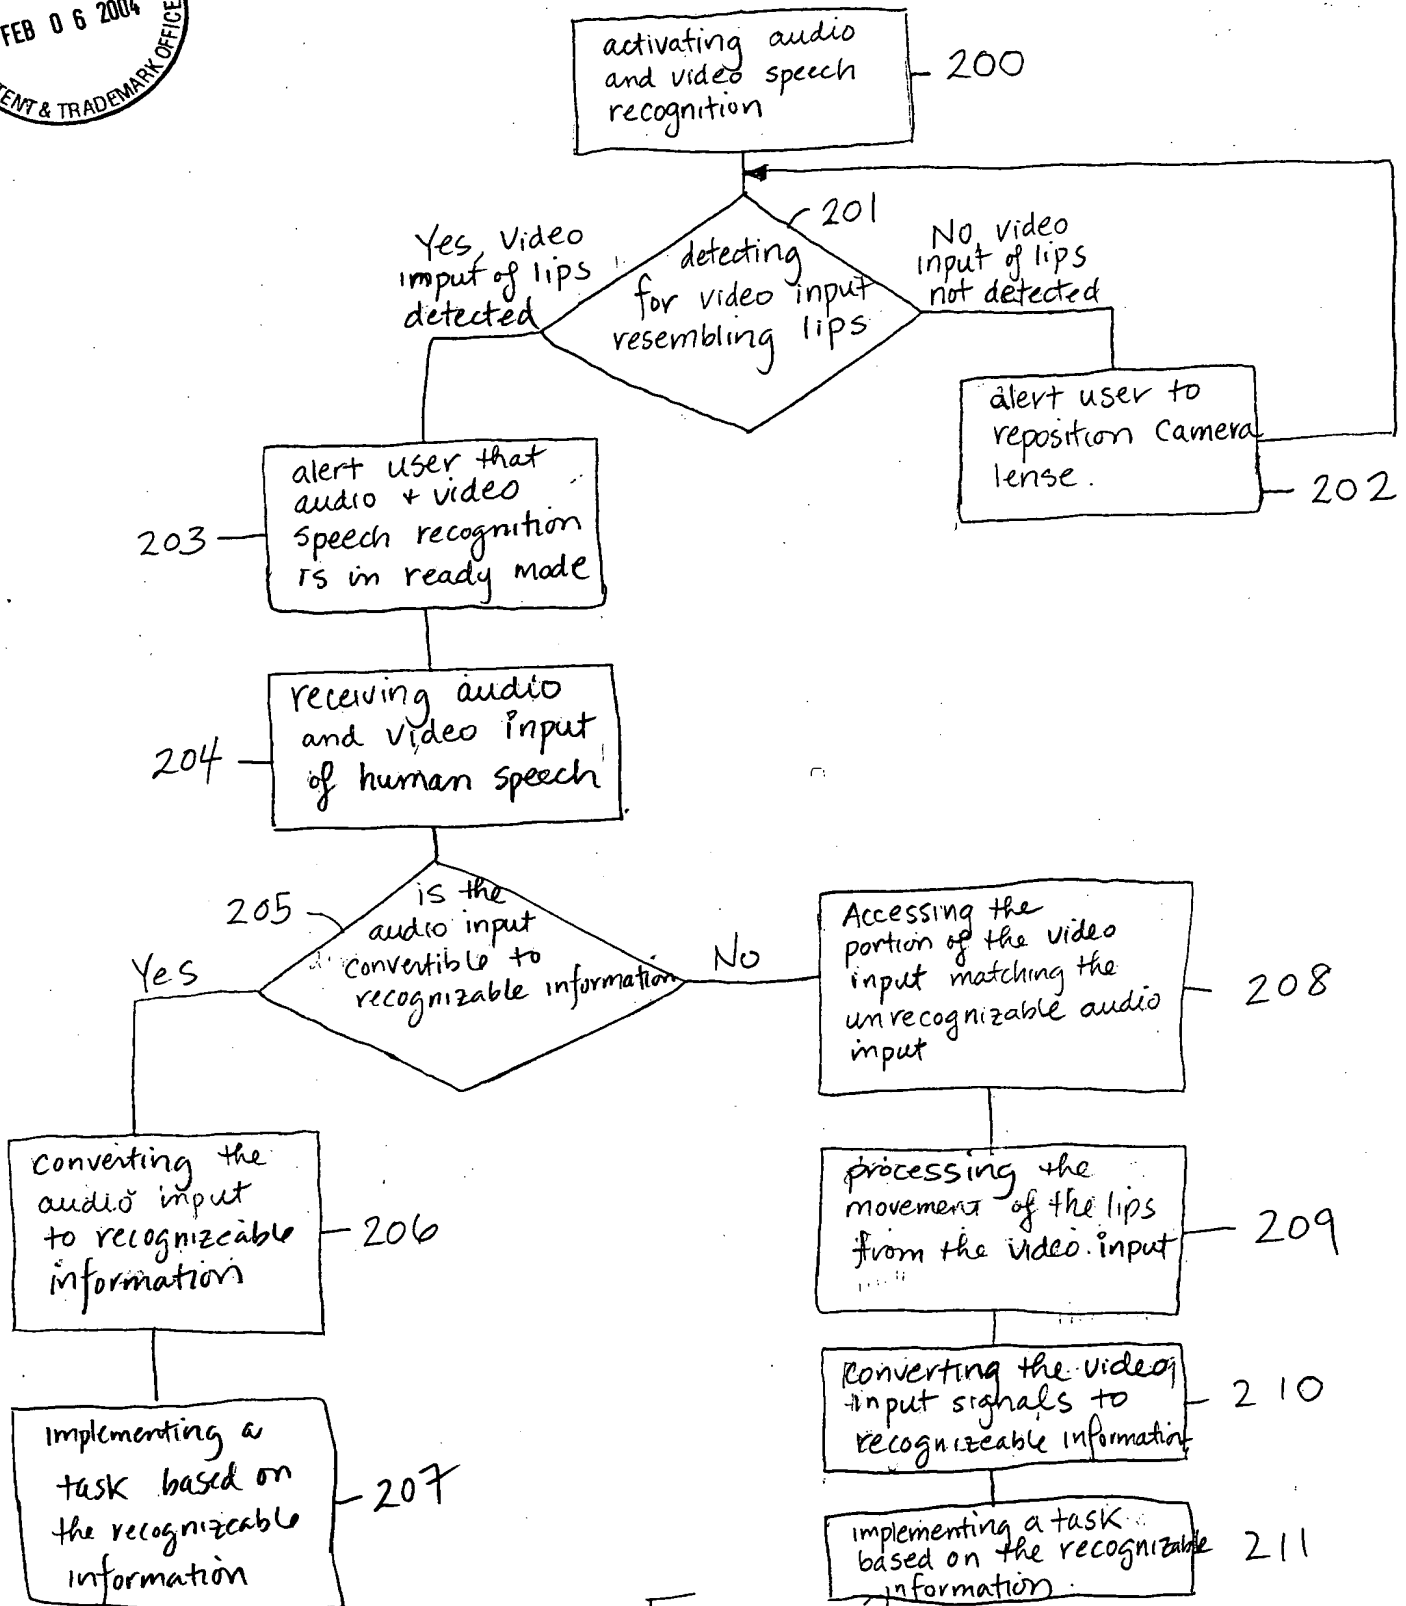 FEB 06 2004
ENT & TRADEMARK OFFICE
activating audio
and video speech
recognition
200
201
detecting
for video input
resembling lips
Yes, Video
input of lips
detected
No, video
input of lips
not detected
alert user to
reposition Camera
lense.
202
alert user that
audio + video
speech recognition
is in ready mode
203
receiving audio
and video input
of human speech
204
205
is the
audio input
convertible to
recognizable information
Yes
No
Accessing the
portion of the video
input matching the
unrecognizable audio
input
208
converting the
audio input
to recognizeable
information
206
processing the
movement of the lips
from the video input
209
converting the video
input signals to
recognizeable information
210
implementing a
task based on
the recognizeable
information
207
implementing a task
based on the recognizable
information.
211